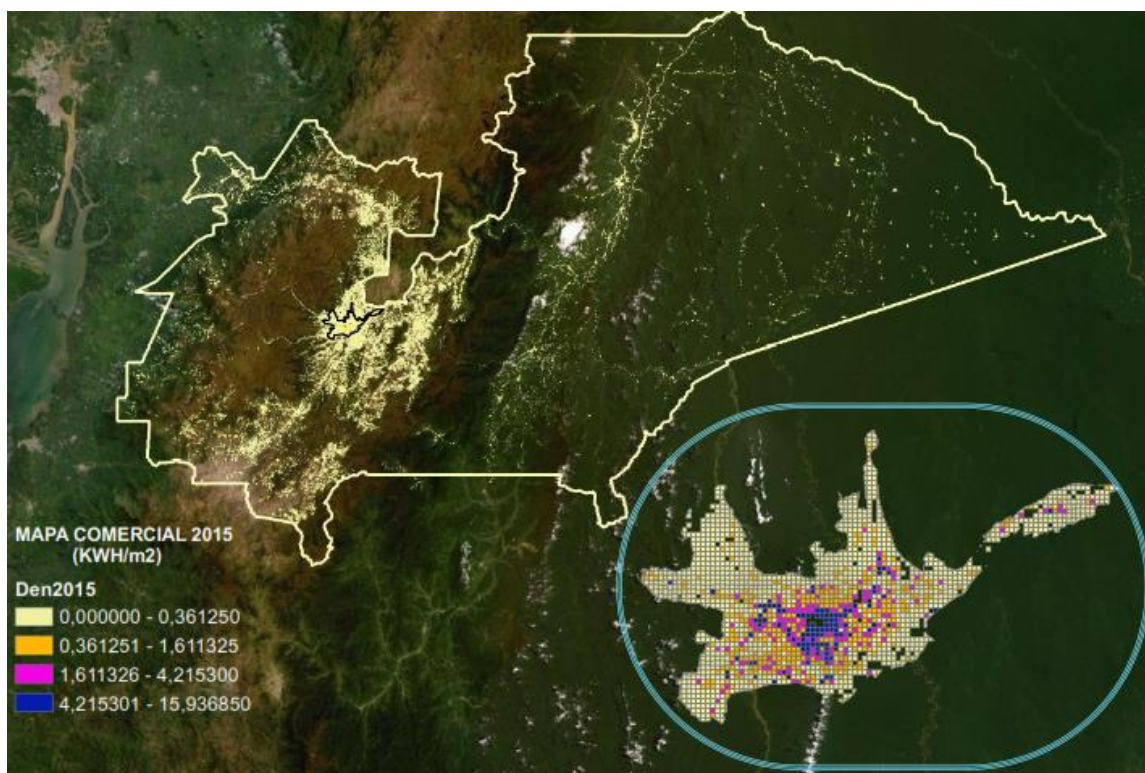 MAPA COMERCIAL 2015
(KWH/m2)
Den2015
0,000000 - 0,361250
0,361251 - 1,611325
1,611326 - 4,215300
4,215301 - 15,936850